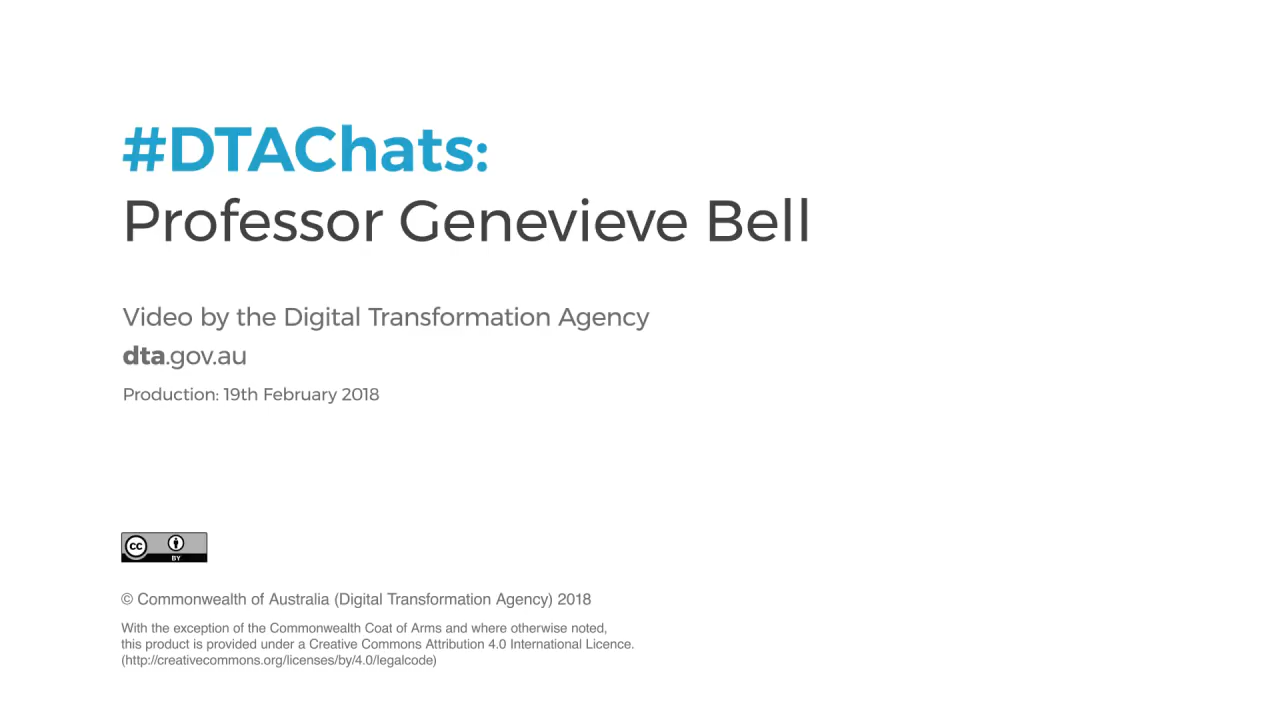 #DTAChats:
Professor Genevieve Bell
Video by the Digital Transformation Agency
dta.gov.au
Production: 19th February 2018
cc
BY
© Commonwealth of Australia (Digital Transformation Agency) 2018
With the exception of the Commonwealth Coat of Arms and where otherwise noted,
this product is provided under a Creative Commons Attribution 4.0 International Licence.
(http://creativecommons.org/licenses/by/4.0/legalcode)